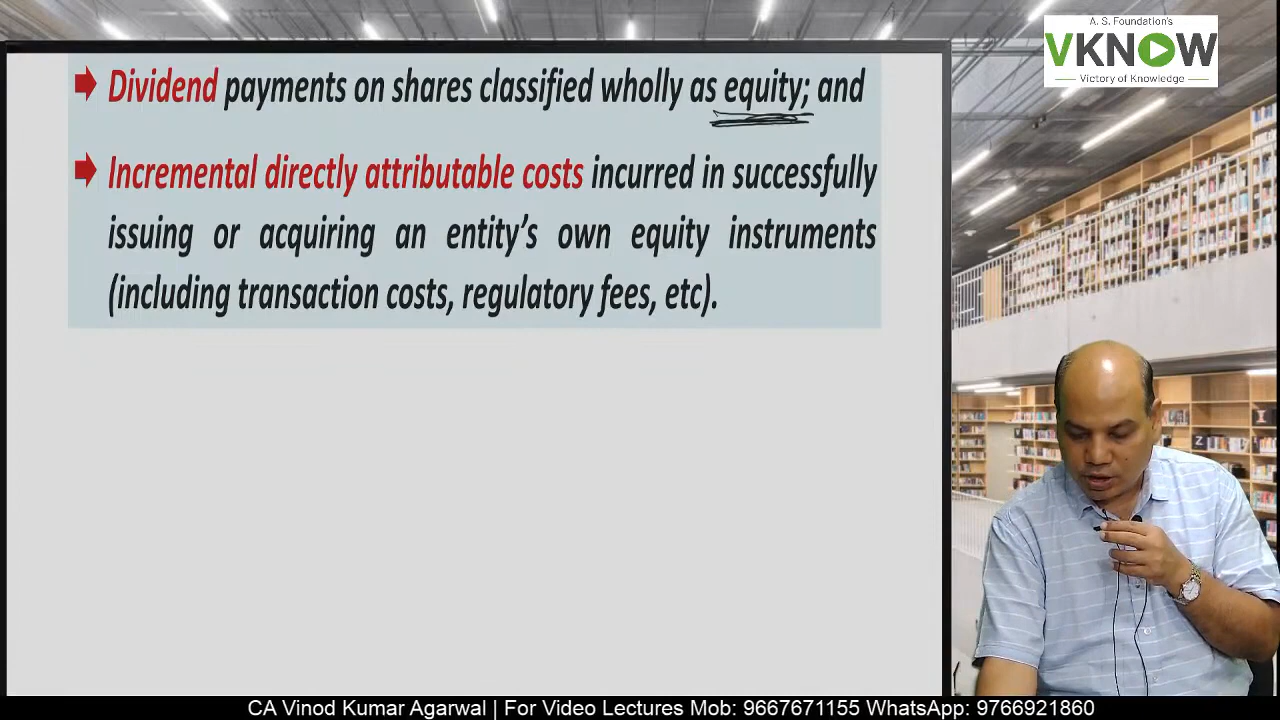 A. S. Foundation's
VKNOW
Victory of Knowledge
Dividend payments on shares classified wholly as equity; and
Incremental directly attributable costs incurred in successfully
issuing or acquiring an entity's own equity instruments
(including transaction costs, regulatory fees, etc).
CA Vinod Kumar Agarwal | For Video Lectures Mob: 9667671155 WhatsApp: 9766921860